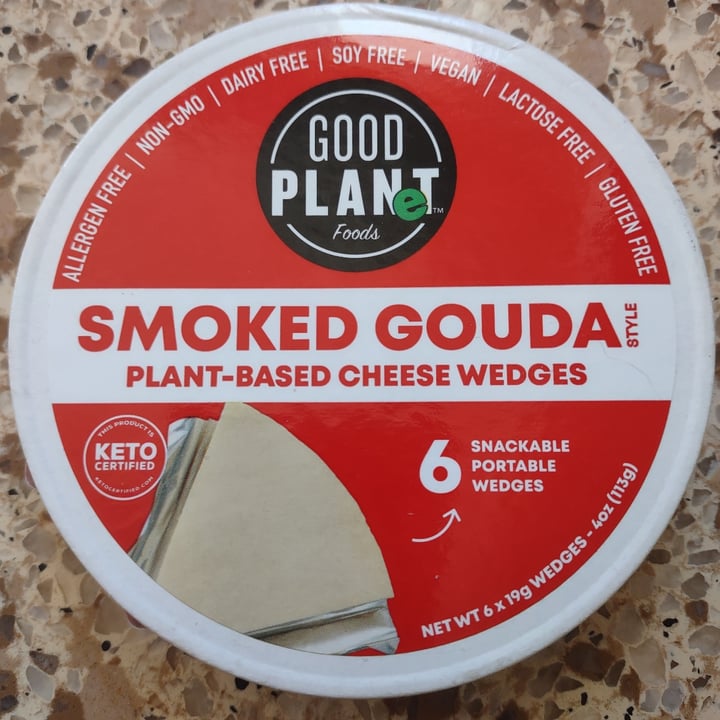 ALLERGEN FREE | NON-GMO | DAIRY FREE | SOY FREE | VEGAN | LACTOSE FREE | GLUTEN FREE
GOOD
PLANeT™
Foods
SMOKED GOUDA STYLE
PLANT-BASED CHEESE WEDGES
THIS PRODUCT IS
KETO
CERTIFIED
KETOCERTIFIED.COM
6 SNACKABLE
PORTABLE
WEDGES
NET WT 6 x 19g WEDGES - 4oz (113g)